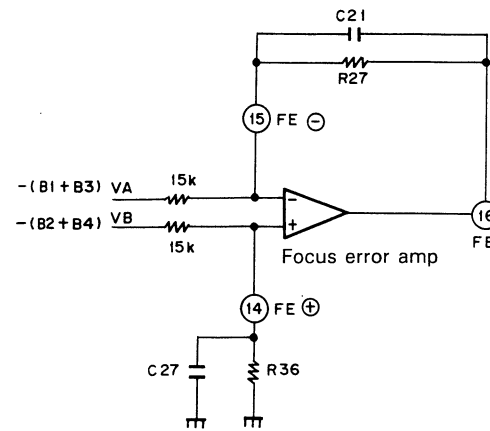 C21
R27
15 FE ⊖
-(B1+B3) VA 15k
-(B2+B4) VB 15k
−
+
16
FE
Focus error amp
14 FE ⊕
C27 R36